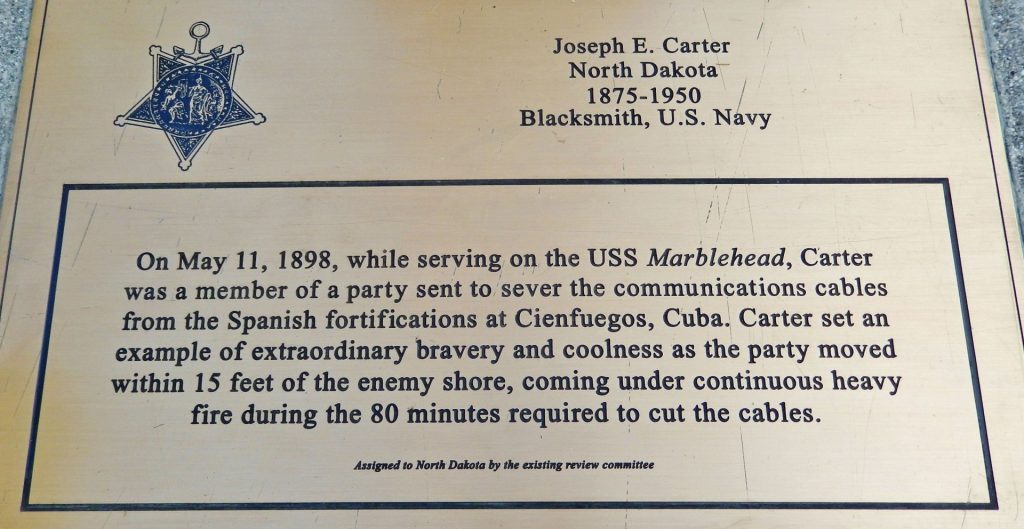 Joseph E. Carter
North Dakota
1875-1950
Blacksmith, U.S. Navy
On May 11, 1898, while serving on the USS Marblehead, Carter
was a member of a party sent to sever the communications cables
from the Spanish fortifications at Cienfuegos, Cuba. Carter set an
example of extraordinary bravery and coolness as the party moved
within 15 feet of the enemy shore, coming under continuous heavy
fire during the 80 minutes required to cut the cables.
Assigned to North Dakota by the existing review committee